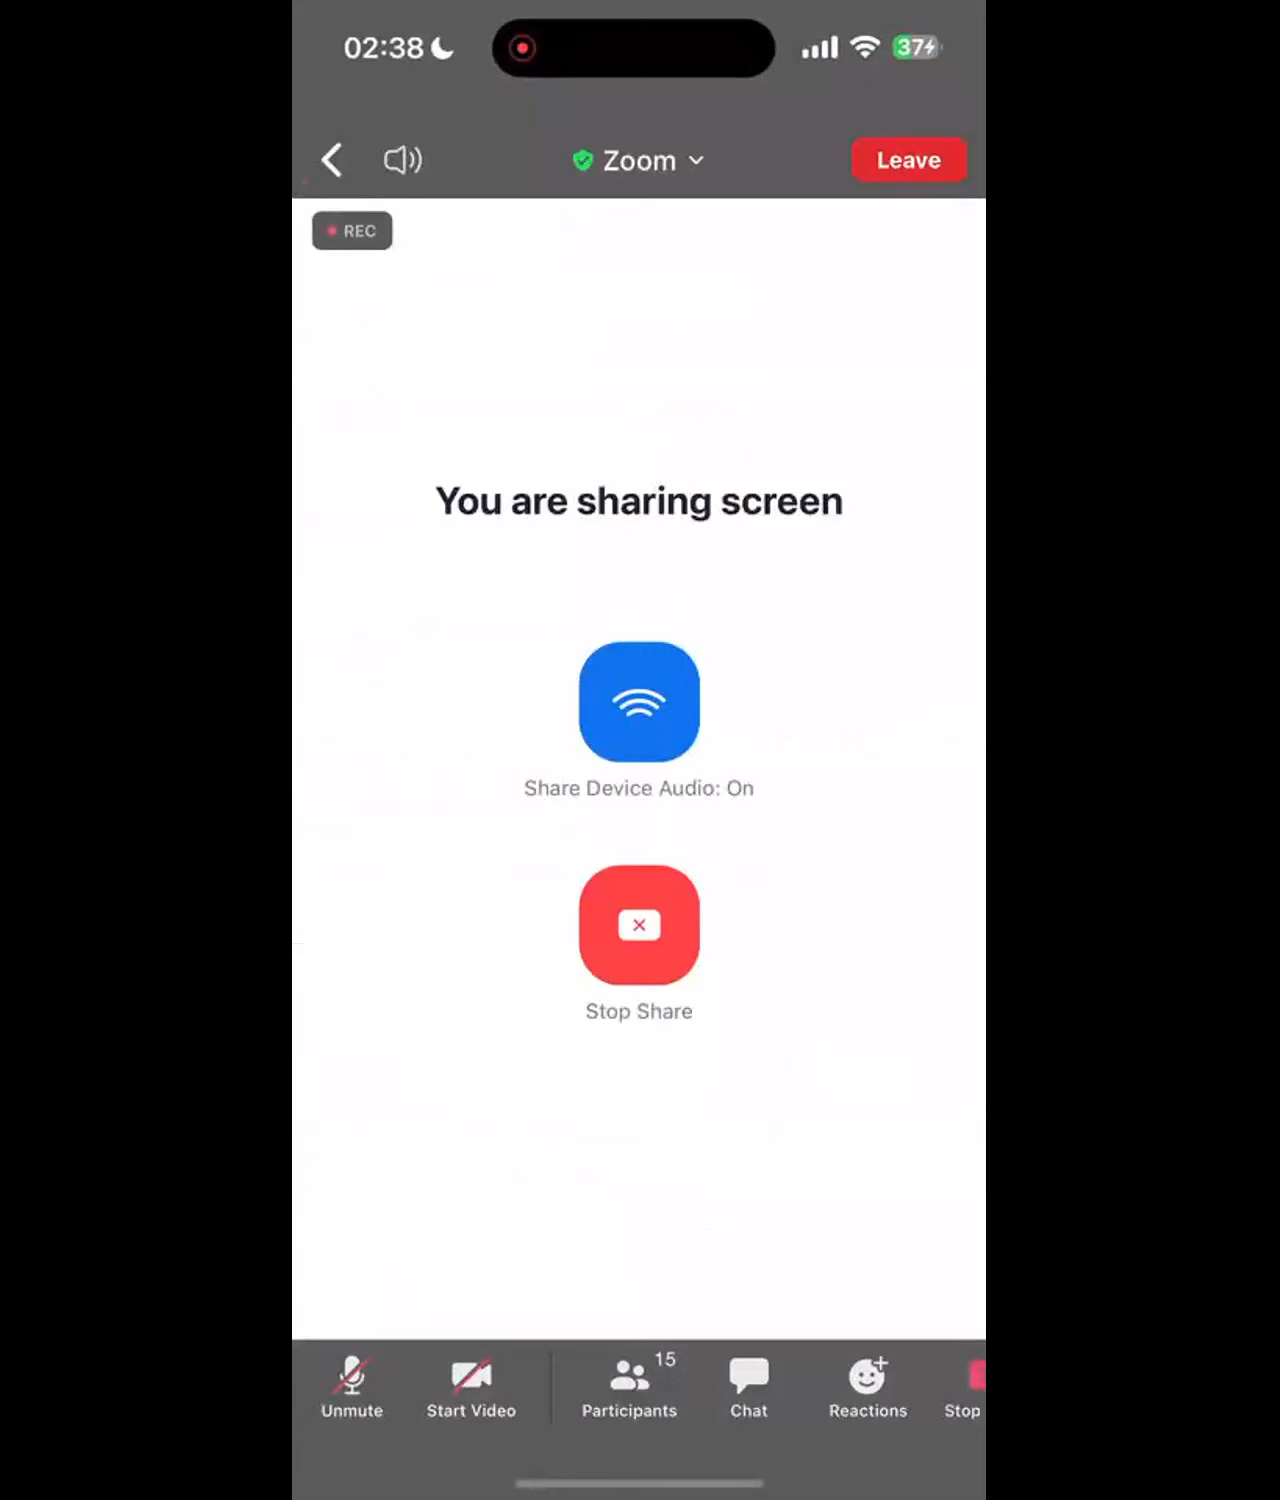 02:38
37
Zoom
Leave
REC
You are sharing screen
Share Device Audio: On
Stop Share
15
Unmute
Start Video
Participants
Chat
Reactions
Stop